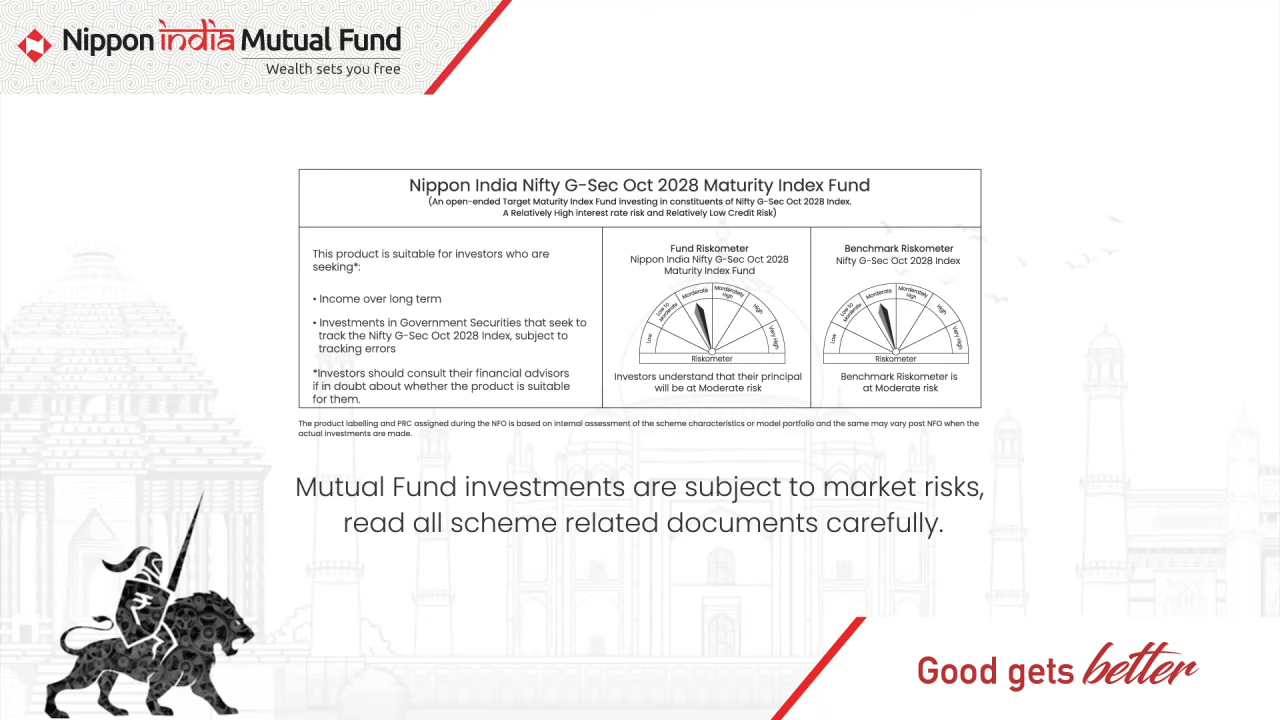 Nippon india Mutual Fund
Wealth sets you free
Nippon India Nifty G-Sec Oct 2028 Maturity Index Fund
(An open-ended Target Maturity Index Fund investing in constituents of Nifty G-Sec Oct 2028 Index.
A Relatively High interest rate risk and Relatively Low Credit Risk)
This product is suitable for investors who are
seeking*:
• Income over long term
• Investments in Government Securities that seek to
track the Nifty G-Sec Oct 2028 Index, subject to
tracking errors
*Investors should consult their financial advisors
if in doubt about whether the product is suitable
for them.
Fund Riskometer
Nippon India Nifty G-Sec Oct 2028
Maturity Index Fund
Low
Low to
Moderate
Morderate
Morderately
High
High
Very High
Riskometer
Investors understand that their principal
will be at Moderate risk
Benchmark Riskometer
Nifty G-Sec Oct 2028 Index
Low
Low to
Moderate
Morderate
Morderately
High
High
Very High
Riskometer
Benchmark Riskometer is
at Moderate risk
The product labelling and PRC assigned during the NFO is based on internal assessment of the scheme characteristics or model portfolio and the same may vary post NFO when the
actual investments are made.
Mutual Fund investments are subject to market risks,
read all scheme related documents carefully.
₹
Good gets better